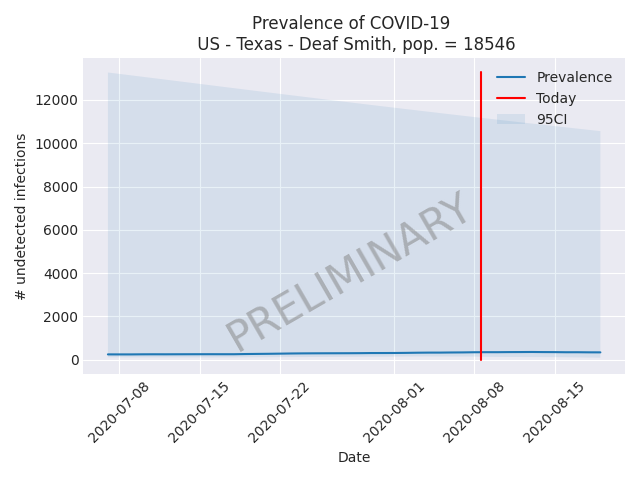 Prevalence of COVID-19
US - Texas - Deaf Smith, pop. = 18546
Prevalence
Today
95CI
12000
10000
8000
6000
4000
2000
0
# undetected infections
PRELIMINARY
2020-07-08
2020-07-15
2020-07-22
2020-08-01
2020-08-08
2020-08-15
Date